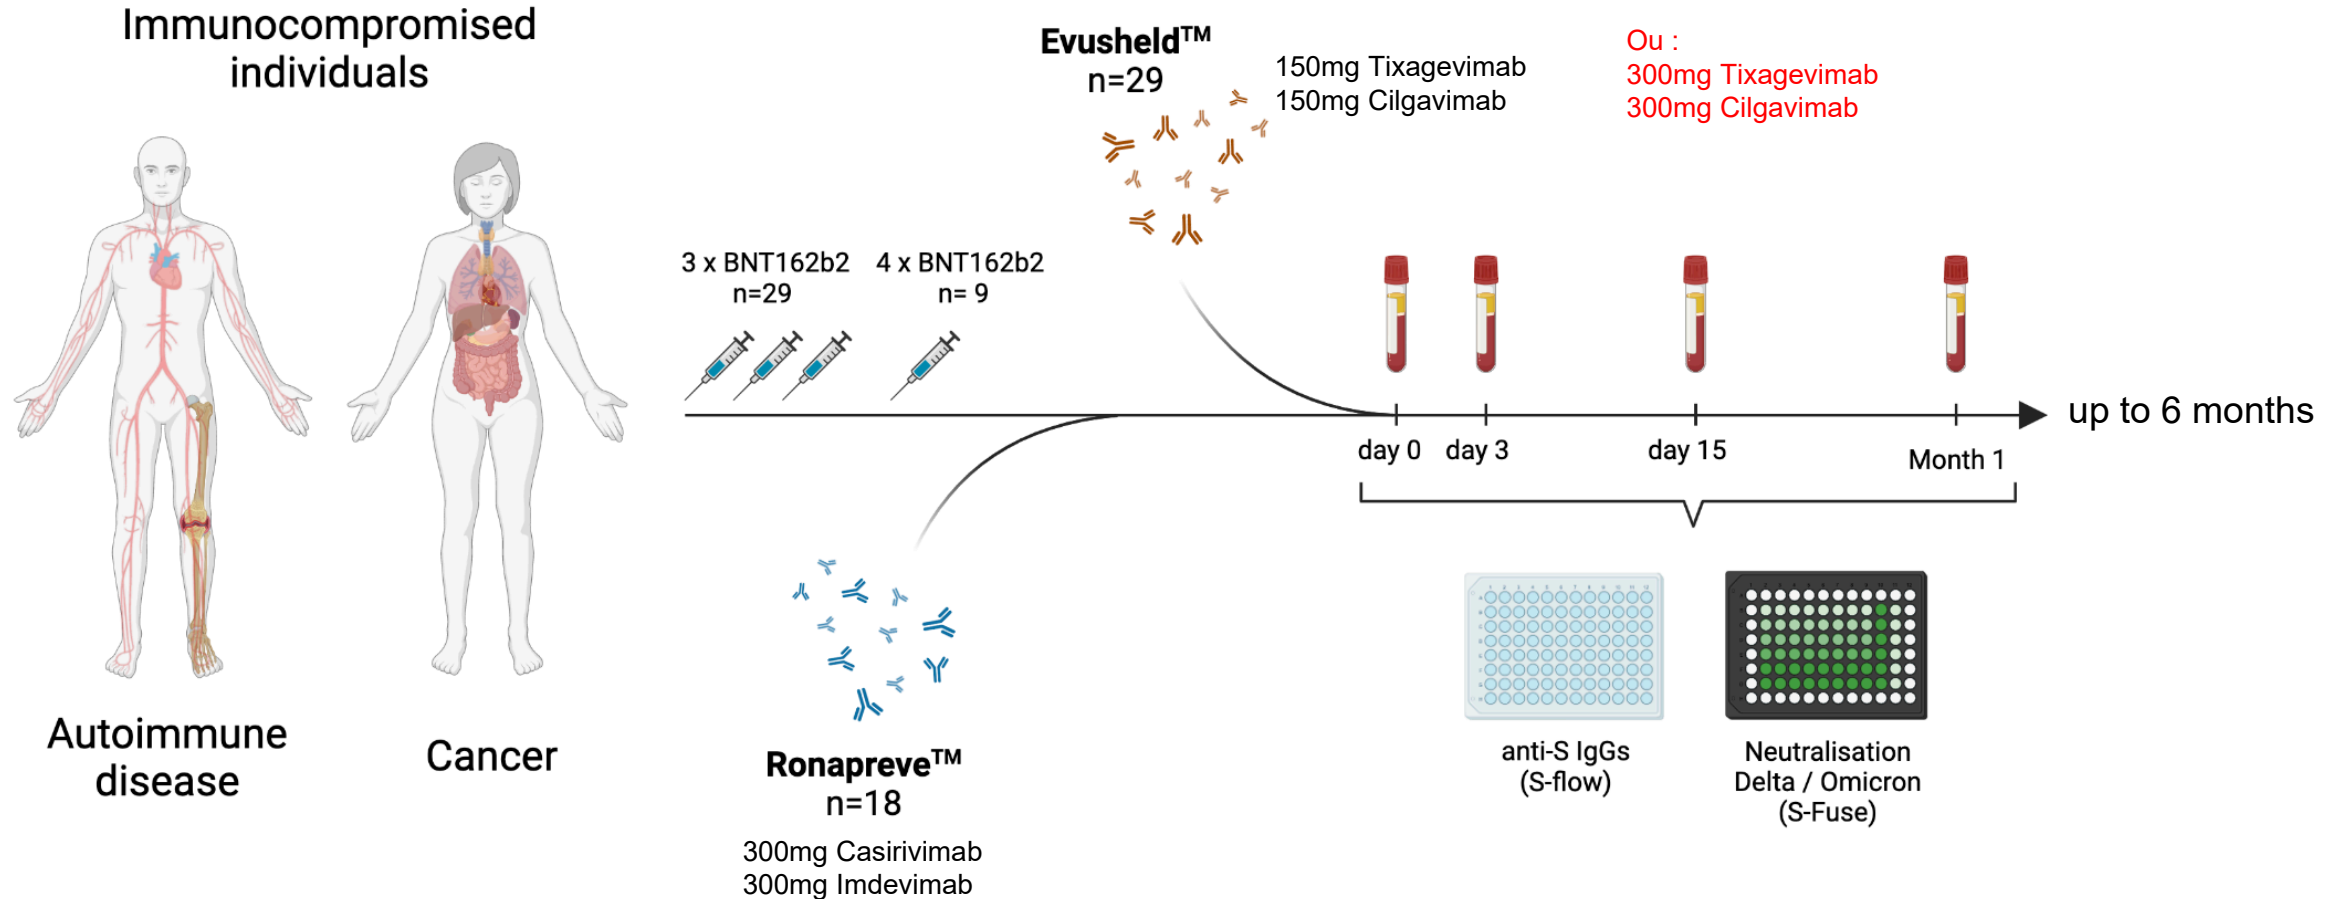 Immunocompromised
individuals
Autoimmune
disease
Cancer
3 x BNT162b2
n=29
4 x BNT162b2
n= 9
Evusheld™
n=29
150mg Tixagevimab
150mg Cilgavimab
Ou :
300mg Tixagevimab
300mg Cilgavimab
Ronapreve™
n=18
300mg Casirivimab
300mg Imdevimab
day 0
day 3
day 15
Month 1
up to 6 months
anti-S IgGs
(S-flow)
Neutralisation
Delta / Omicron
(S-Fuse)